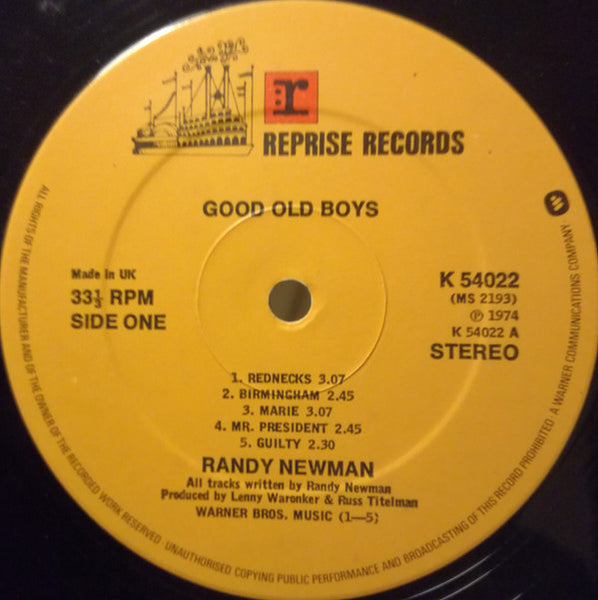 r
REPRISE RECORDS
GOOD OLD BOYS
Made in UK
33⅓ RPM
SIDE ONE
K 54022
(MS 2193)
℗ 1974
K 54022 A
STEREO
1. REDNECKS 3.07
2. BIRMINGHAM 2.45
3. MARIE 3.07
4. MR. PRESIDENT 2.45
5. GUILTY 2.30
RANDY NEWMAN
All tracks written by Randy Newman
Produced by Lenny Waronker & Russ Titelman
WARNER BROS. MUSIC (1—5)
ALL RIGHTS OF THE MANUFACTURER AND OF THE OWNER OF THE RECORDED WORK RESERVED UNAUTHORISED COPYING PUBLIC PERFORMANCE AND BROADCASTING OF THIS RECORD PROHIBITED A WARNER COMMUNICATIONS COMPANY